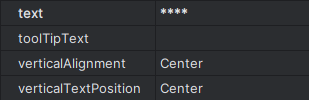 text ****
toolTipText
verticalAlignment Center
verticalTextPosition Center